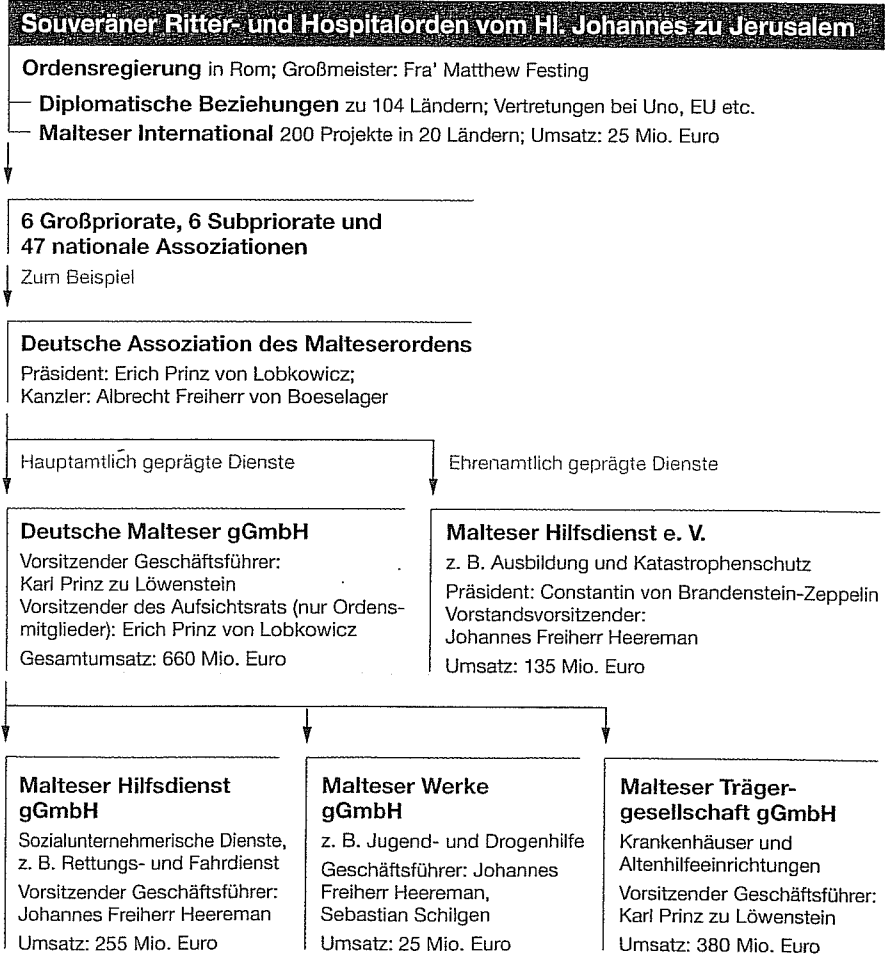 Souveräner Ritter- und Hospitalorden vom Hl. Johannes zu Jerusalem
Ordensregierung in Rom; Großmeister: Fra' Matthew Festing
Diplomatische Beziehungen zu 104 Ländern; Vertretungen bei Uno, EU etc.
Malteser International 200 Projekte in 20 Ländern; Umsatz: 25 Mio. Euro
6 Großpriorate, 6 Subpriorate und
47 nationale Assoziationen
Zum Beispiel
Deutsche Assoziation des Malteserordens
Präsident: Erich Prinz von Lobkowicz;
Kanzler: Albrecht Freiherr von Boeselager
Hauptamtlich geprägte Dienste
Ehrenamtlich geprägte Dienste
Deutsche Malteser gGmbH
Vorsitzender Geschäftsführer:
Karl Prinz zu Löwenstein
Vorsitzender des Aufsichtsrats (nur Ordens-
mitglieder): Erich Prinz von Lobkowicz
Gesamtumsatz: 660 Mio. Euro
Malteser Hilfsdienst e. V.
z. B. Ausbildung und Katastrophenschutz
Präsident: Constantin von Brandenstein-Zeppelin
Vorstandsvorsitzender:
Johannes Freiherr Heereman
Umsatz: 135 Mio. Euro
Malteser Hilfsdienst
gGmbH
Sozialunternehmerische Dienste,
z. B. Rettungs- und Fahrdienst
Vorsitzender Geschäftsführer:
Johannes Freiherr Heereman
Umsatz: 255 Mio. Euro
Malteser Werke
gGmbH
z. B. Jugend- und Drogenhilfe
Geschäftsführer: Johannes
Freiherr Heereman,
Sebastian Schilgen
Umsatz: 25 Mio. Euro
Malteser Träger-
gesellschaft gGmbH
Krankenhäuser und
Altenhilfeeinrichtungen
Vorsitzender Geschäftsführer:
Karl Prinz zu Löwenstein
Umsatz: 380 Mio. Euro